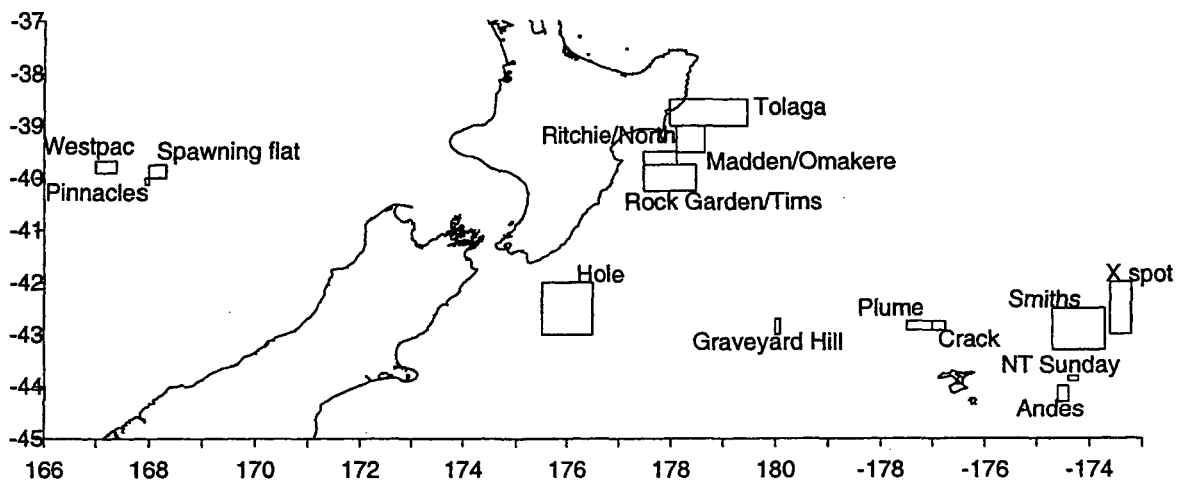 -37
-38
-39
-40
-41
-42
-43
-44
-45
Tolaga
Ritchie/North
Westpac
Spawning flat
Madden/Omakere
Pinnacles
Rock Garden/Tims
Hole
X spot
Smiths
Plume
Graveyard Hill
Crack
NT Sunday
Andes
166 168 170 172 174 176 178 180 -178 -176 -174